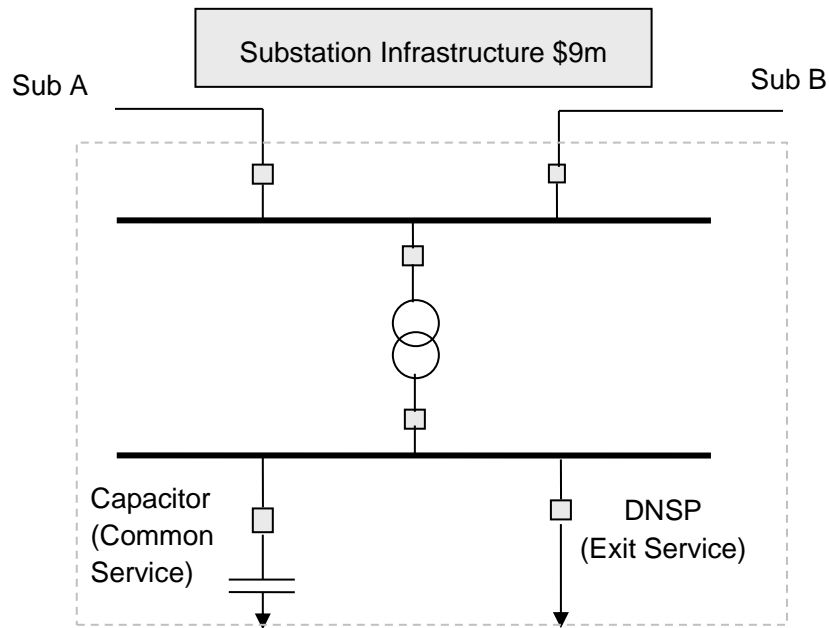 Substation Infrastructure $9m
Sub A
Sub B
Capacitor
(Common
Service)
DNSP
(Exit Service)